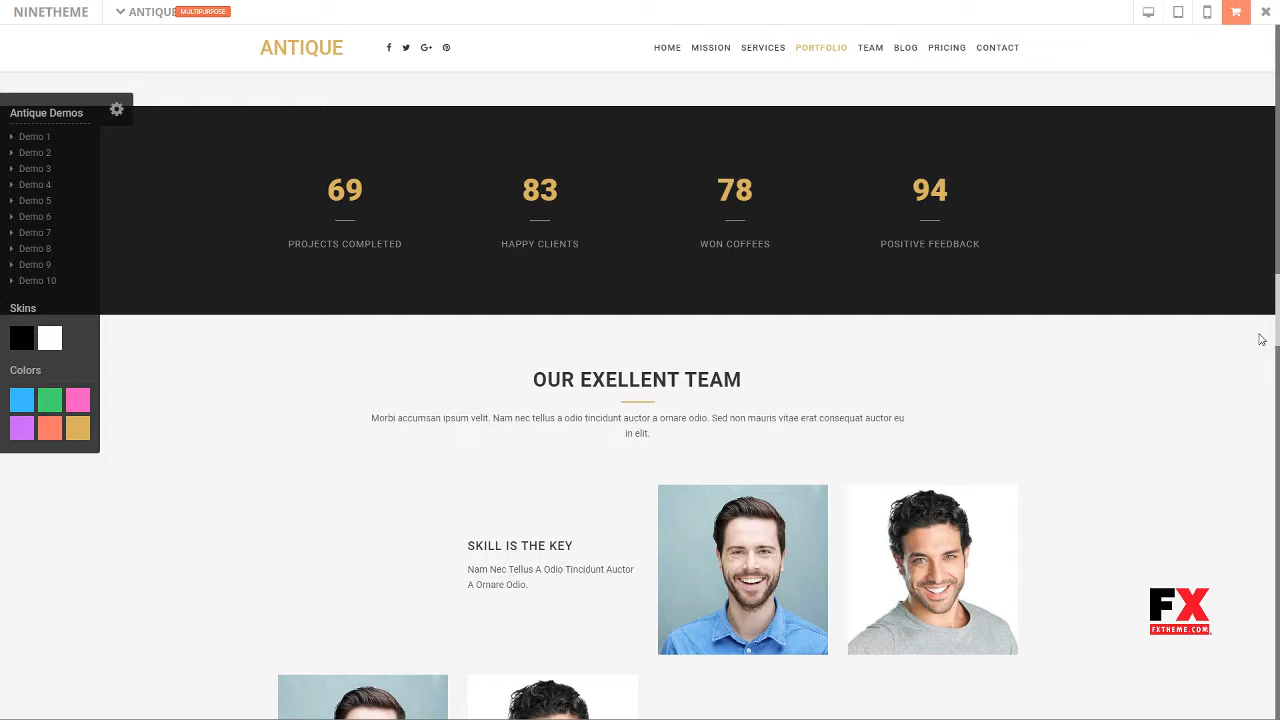 NINETHEME
ANTIQUE
MULTIPURPOSE
ANTIQUE
HOME MISSION SERVICES PORTFOLIO TEAM BLOG PRICING CONTACT
Antique Demos
Demo 1
Demo 2
Demo 3
Demo 4
Demo 5
Demo 6
Demo 7
Demo 8
Demo 9
Demo 10
Skins
Colors
69 83 78 94
PROJECTS COMPLETED HAPPY CLIENTS WON COFFEES POSITIVE FEEDBACK
OUR EXELLENT TEAM
Morbi accumsan ipsum velit. Nam nec tellus a odio tincidunt auctor a ornare odio. Sed non mauris vitae erat consequat auctor eu
in elit.
SKILL IS THE KEY
Nam Nec Tellus A Odio Tincidunt Auctor
A Ornare Odio.
FX
FXTHEME.COM